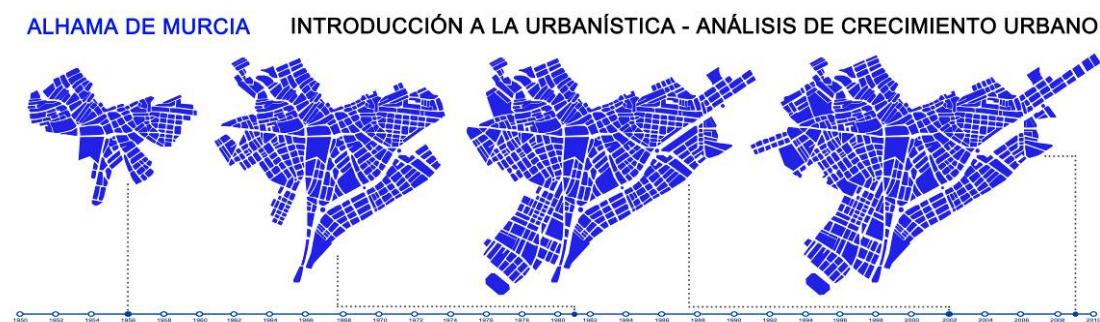 ALHAMA DE MURCIA INTRODUCCIÓN A LA URBANÍSTICA - ANÁLISIS DE CRECIMIENTO URBANO
1950 1952 1954 1956 1958 1960 1962 1964 1966 1968 1970 1972 1974 1976 1978 1980 1982 1984 1986 1988 1990 1992 1994 1996 1998 2000 2002 2004 2006 2008 2010